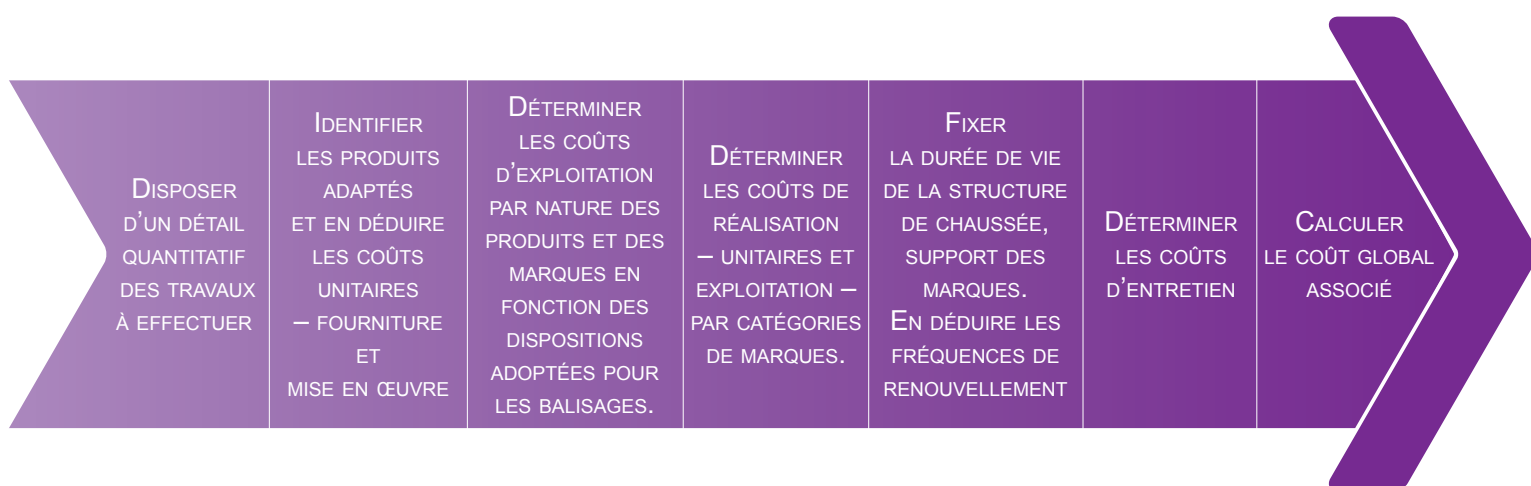 Disposer
d'un détail
quantitatif
des travaux
à effectuer
Identifier
les produits
adaptés
et en déduire
les coûts
unitaires
– fourniture
et
mise en œuvre
Déterminer
les coûts
d'exploitation
par nature des
produits et des
marques en
fonction des
dispositions
adoptées pour
les balisages.
Déterminer
les coûts de
réalisation
– unitaires et
exploitation –
par catégories
de marques.
Fixer
la durée de vie
de la structure
de chaussée,
support des
marques.
En déduire les
fréquences de
renouvellement
Déterminer
les coûts
d'entretien
Calculer
le coût global
associé